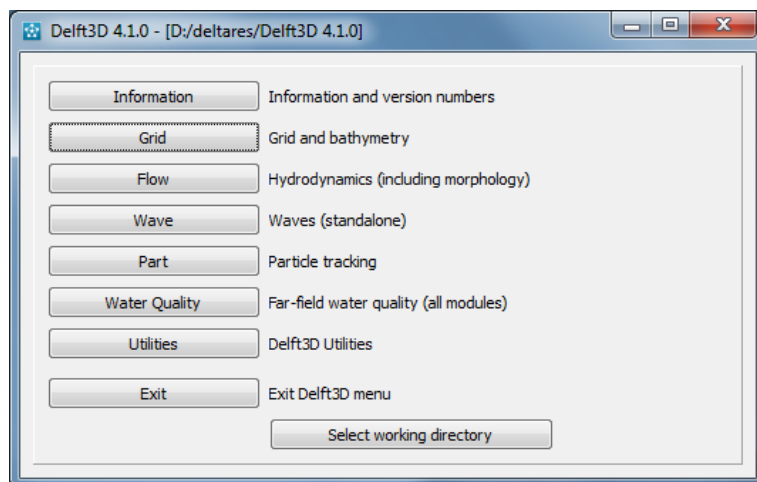 Delft3D 4.1.0 - [D:/deltares/Delft3D 4.1.0]
Information Information and version numbers
Grid Grid and bathymetry
Flow Hydrodynamics (including morphology)
Wave Waves (standalone)
Part Particle tracking
Water Quality Far-field water quality (all modules)
Utilities Delft3D Utilities
Exit Exit Delft3D menu
Select working directory